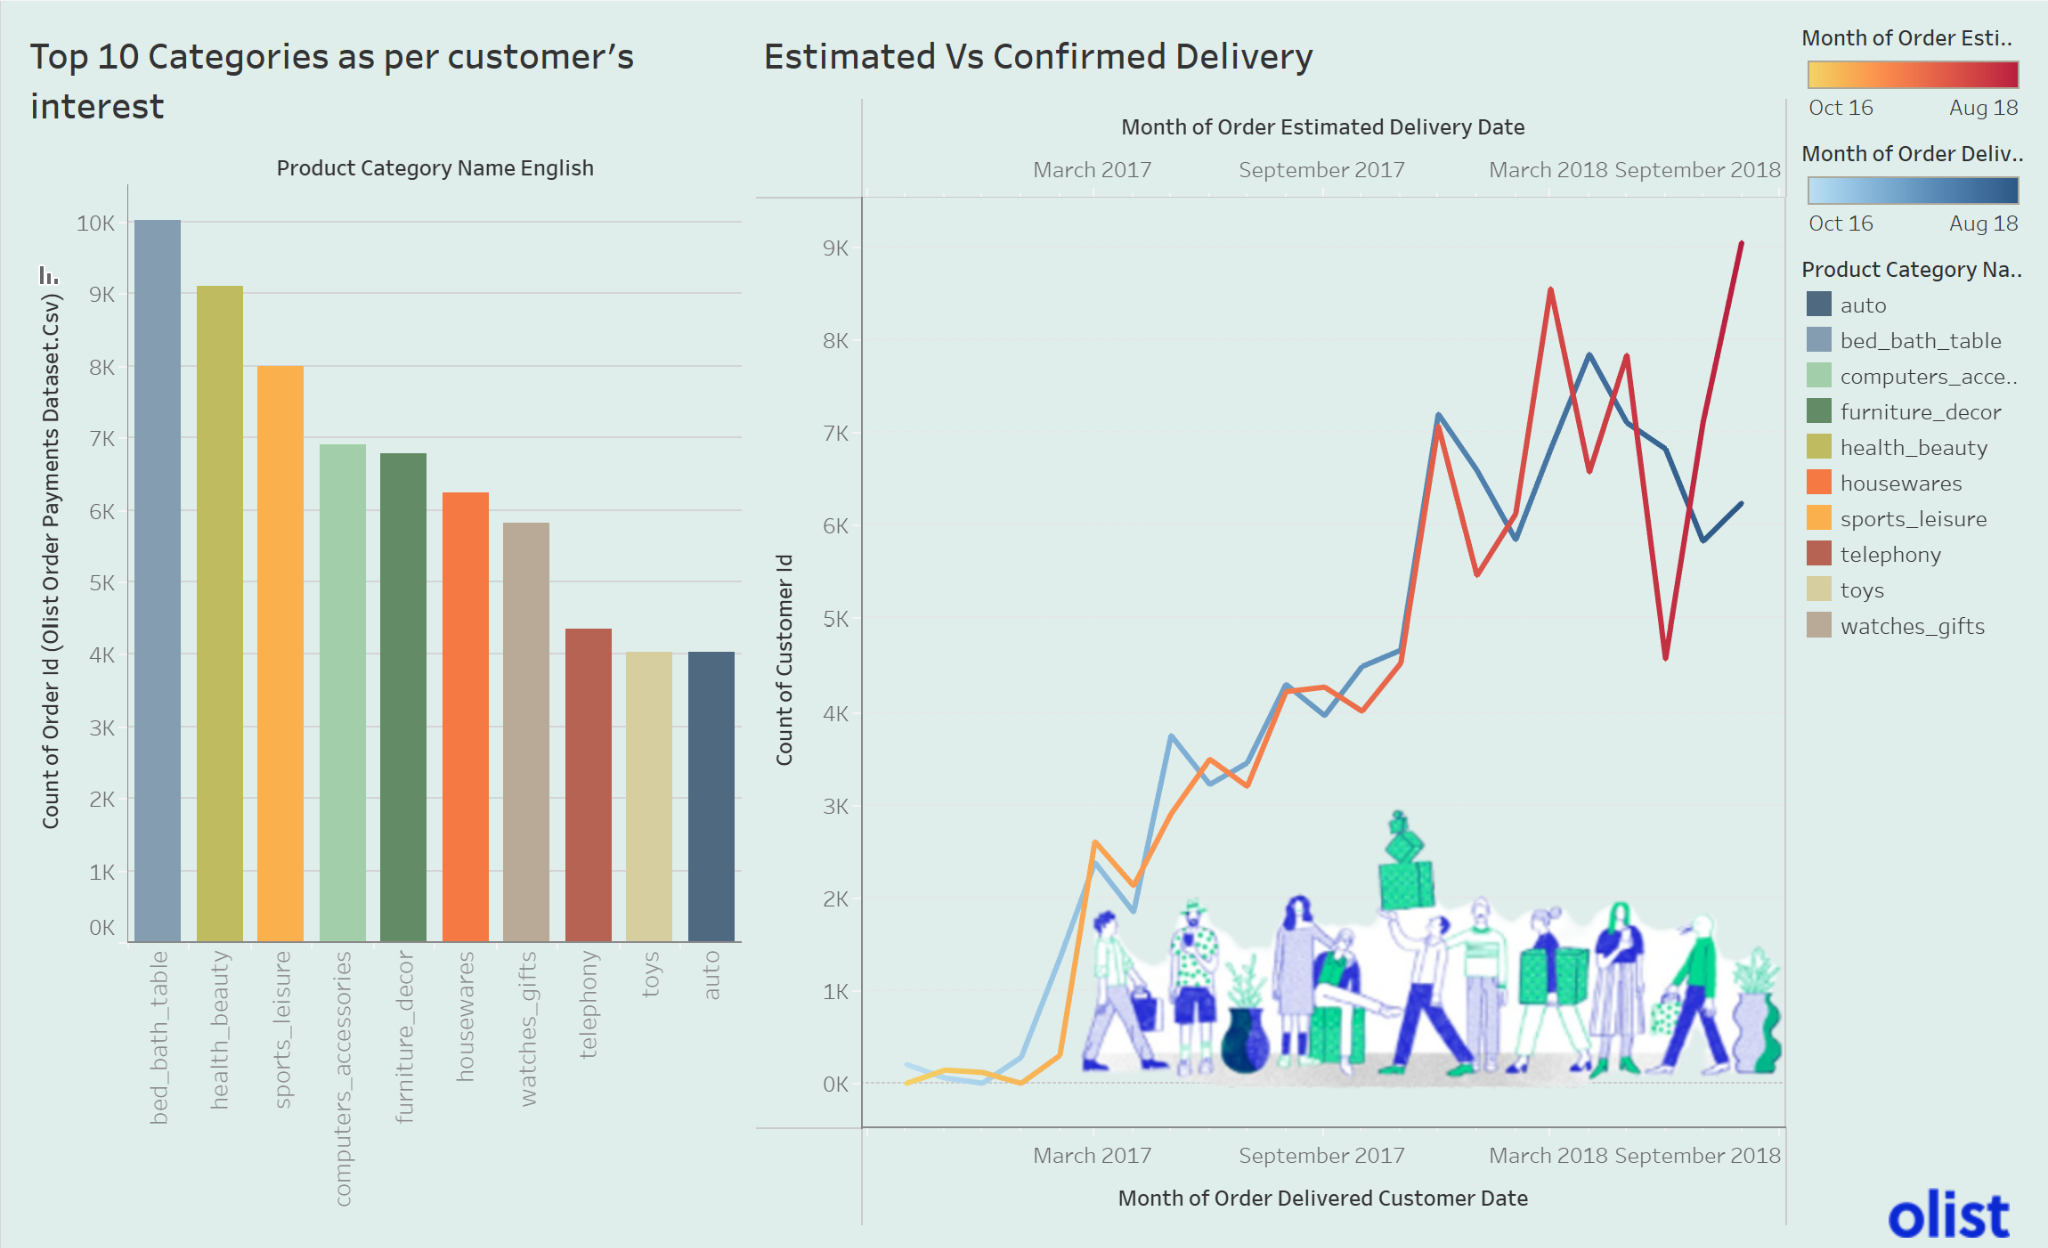 Top 10 Categories as per customer's
interest
Product Category Name English
Count of Order Id (Olist Order Payments Dataset.Csv)
10K
9K
8K
7K
6K
5K
4K
3K
2K
1K
0K
bed_bath_table
health_beauty
sports_leisure
computers_accessories
furniture_decor
housewares
watches_gifts
telephony
toys
auto
Estimated Vs Confirmed Delivery
Month of Order Estimated Delivery Date
March 2017 September 2017 March 2018 September 2018
Count of Customer Id
9K
8K
7K
6K
5K
4K
3K
2K
1K
0K
March 2017 September 2017 March 2018 September 2018
Month of Order Delivered Customer Date
Month of Order Esti..
Oct 16 Aug 18
Month of Order Deliv..
Oct 16 Aug 18
Product Category Na..
auto
bed_bath_table
computers_acce..
furniture_decor
health_beauty
housewares
sports_leisure
telephony
toys
watches_gifts
olist